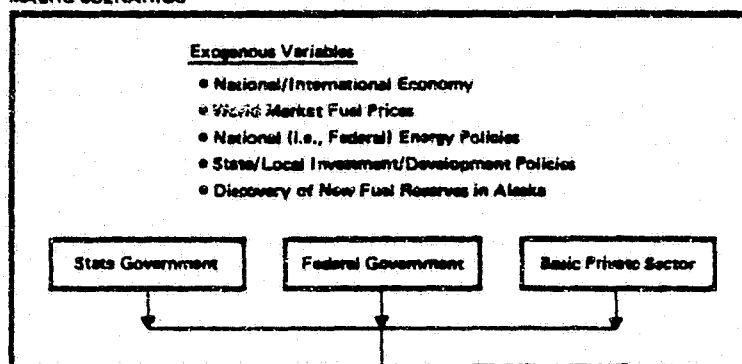 Exogenous Variables
• National/International Economy
• World Market Fuel Prices
• National (i.e., Federal) Energy Policies
• State/Local Investment/Development Policies
• Discovery of New Fuel Reserves in Alaska
State Government Federal Government Basic Private Sector